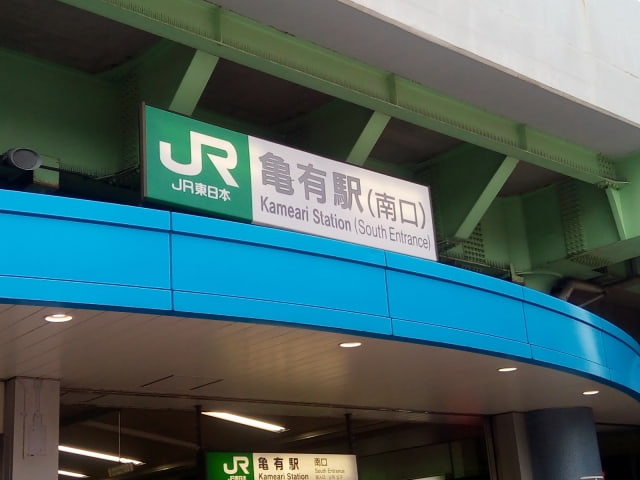 JR
JR東日本
亀有駅(南口)
Kameari Station (South Entrance)
JR
亀有駅 南口
Kameari Station South Entrance